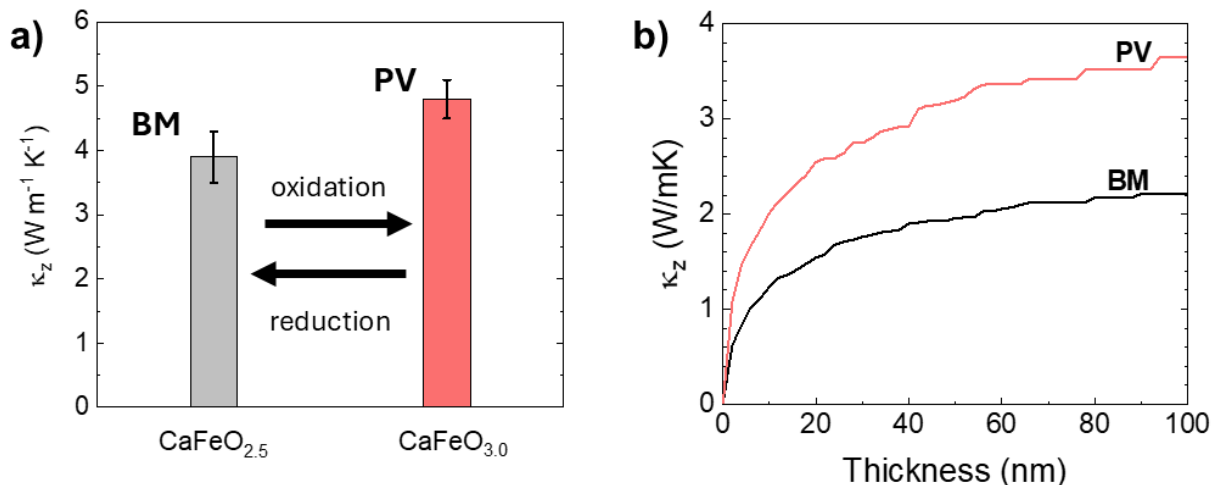 a)
6
5
4
3
2
1
0
κz (W m-1 K-1)
BM
PV
oxidation
reduction
CaFeO2.5
CaFeO3.0
b)
4
3
2
1
0
κz (W/mK)
PV
BM
0 20 40 60 80 100
Thickness (nm)